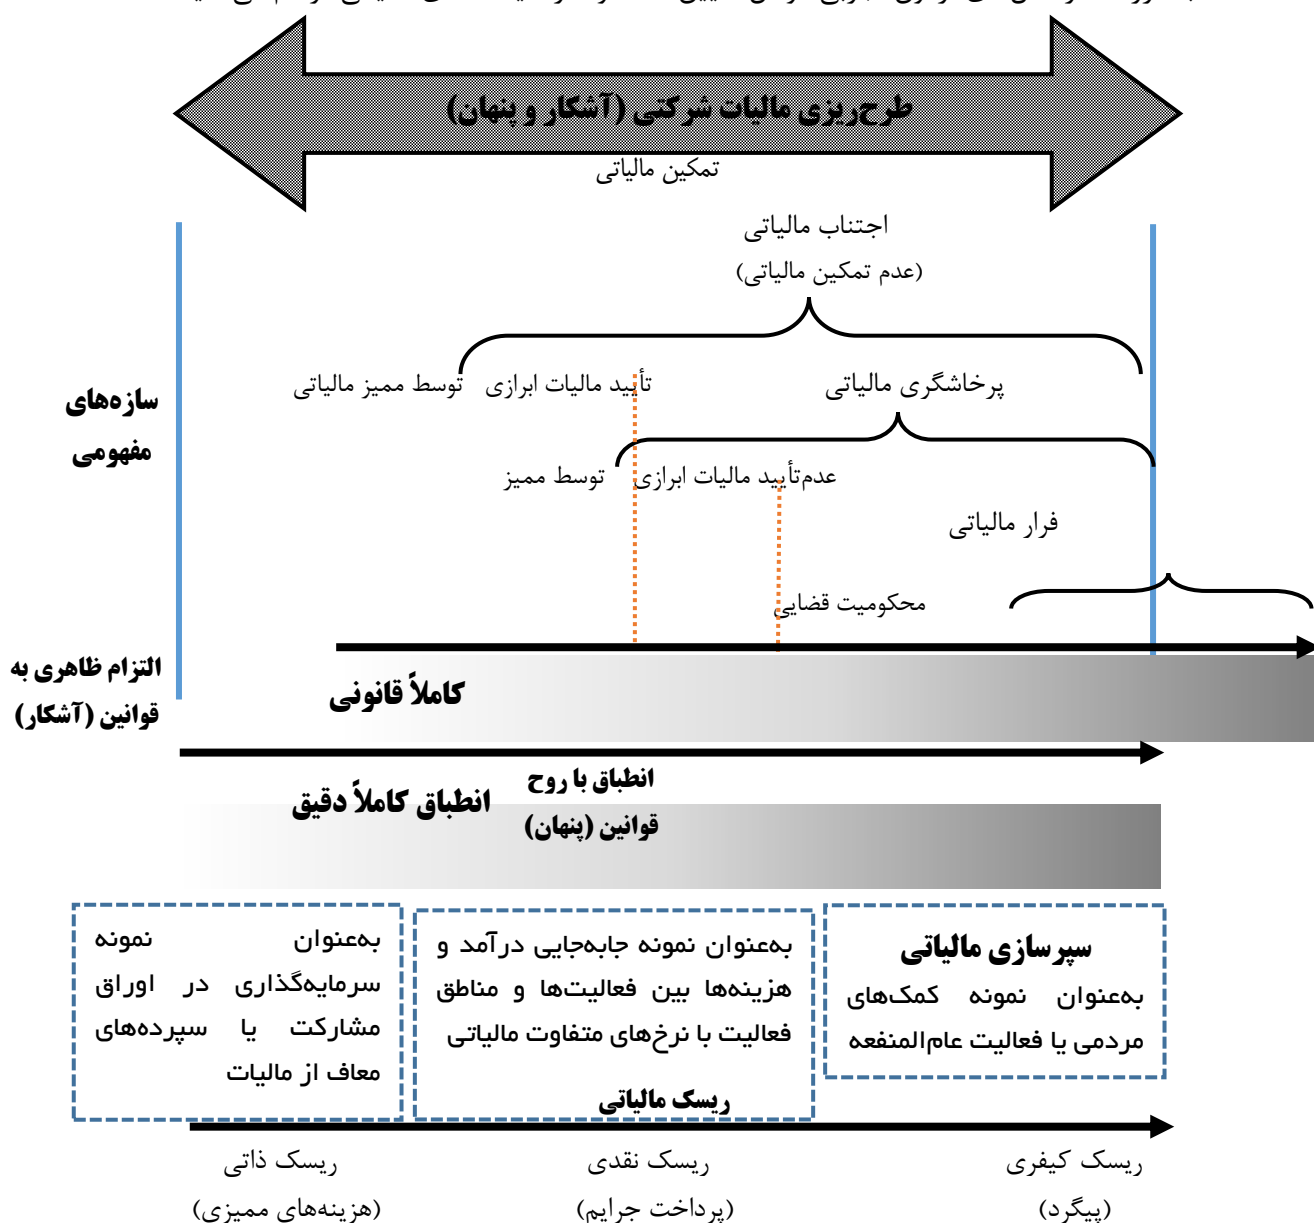 طرح‌ریزی مالیات شرکتی (آشکار و پنهان)
تمکین مالیاتی
اجتناب مالیاتی
(عدم تمکین مالیاتی)
پرخاشگری مالیاتی
تأیید مالیات ابرازی
توسط ممیز مالیاتی
سازه‌های
مفهومی
عدم‌تأیید مالیات ابرازی
توسط ممیز
فرار مالیاتی
محکومیت قضایی
التزام ظاهری به
قوانین (آشکار)
کاملاً قانونی
انطباق با روح
قوانین (پنهان)
انطباق کاملاً دقیق
سپرسازی مالیاتی
به‌عنوان نمونه کمک‌های
مردمی یا فعالیت عام‌المنفعه
به‌عنوان نمونه جابه‌جایی درآمد و
هزینه‌ها بین فعالیت‌ها و مناطق
فعالیت با نرخ‌های متفاوت مالیاتی
به‌عنوان نمونه
سرمایه‌گذاری در اوراق
مشارکت یا سپرده‌های
معاف از مالیات
ریسک مالیاتی
ریسک کیفری
(پیگرد)
ریسک نقدی
(پرداخت جرایم)
ریسک ذاتی
(هزینه‌های ممیزی)